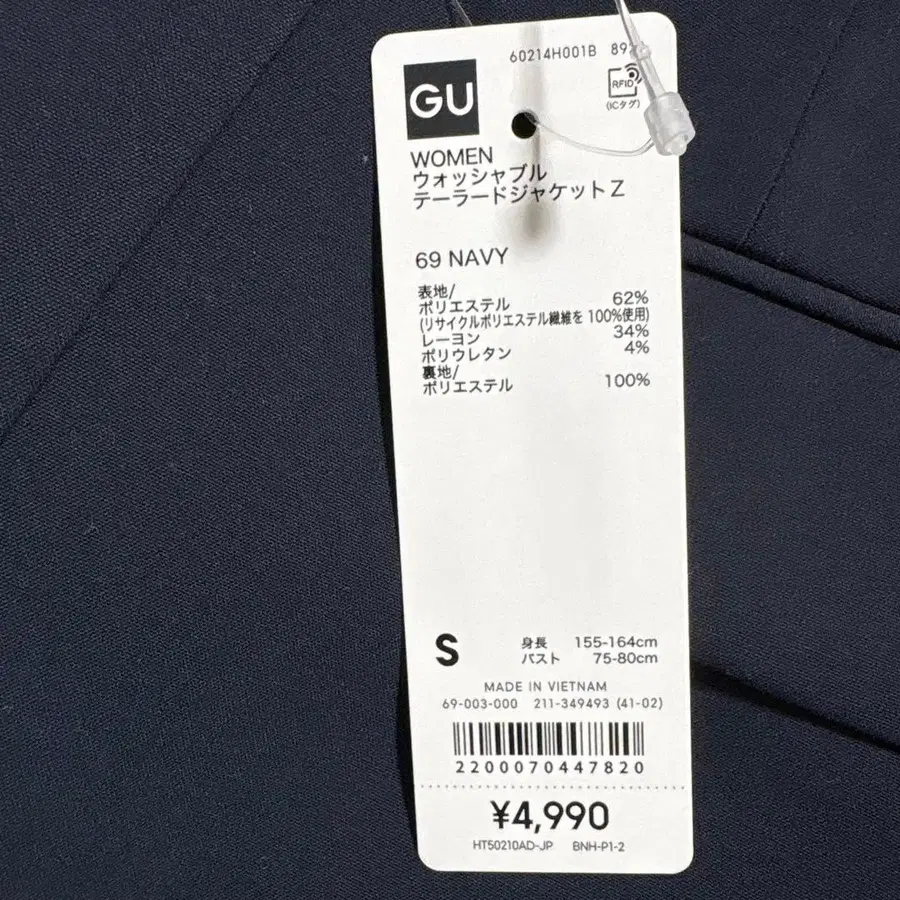 60214H001B
GU
RFID
(ICタグ)
WOMEN
ウォッシャブル
テーラードジャケットZ
69 NAVY
表地/
ポリエステル 62%
(リサイクルポリエステル繊維を 100%使用)
レーヨン 34%
ポリウレタン 4%
裏地/
ポリエステル 100%
S 身長 155-164cm
バスト 75-80cm
MADE IN VIETNAM
69-003-000 211-349493 (41-02)
2200070447820
¥4,990
HT50210AD-JP BNH-P1-2